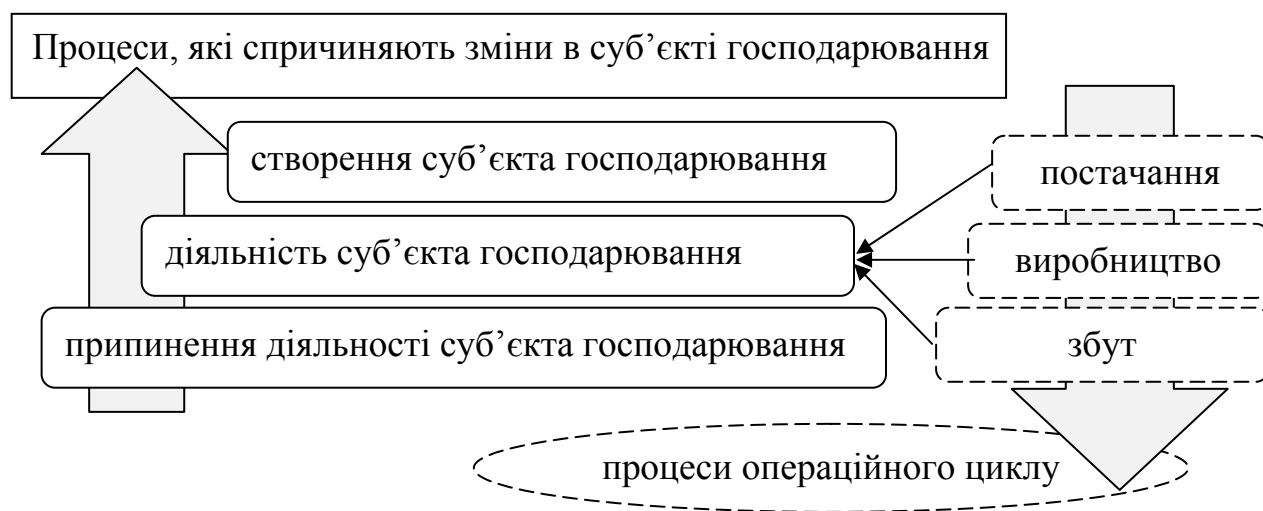 Процеси, які спричиняють зміни в суб’єкті господарювання
створення суб’єкта господарювання
постачання
діяльність суб’єкта господарювання
виробництво
припинення діяльності суб’єкта господарювання
збут
процеси операційного циклу